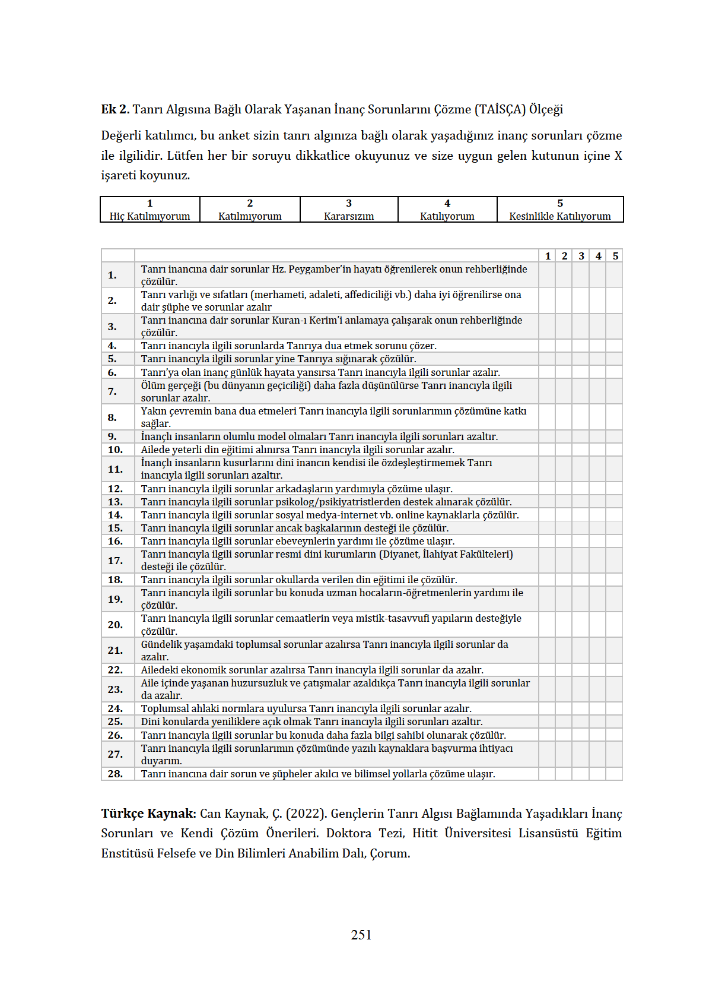 Ek 2. Tanrı Algısına Bağlı Olarak Yaşanan İnanç Sorunlarını Çözme (TAİSÇA) Ölçeği
Değerli katılımcı, bu anket sizin tanrı algınıza bağlı olarak yaşadığınız inanç sorunları çözme
ile ilgilidir. Lütfen her bir soruyu dikkatlice okuyunuz ve size uygun gelen kutunun içine X
işareti koyunuz.
1 2 3 4 5
Hiç Katılmıyorum Katılmıyorum Kararsızım Katılıyorum Kesinlikle Katılıyorum
1 2 3 4 5
1. Tanrı inancına dair sorunlar Hz. Peygamber’in hayatı öğrenilerek onun rehberliğinde
çözülür.
2. Tanrı varlığı ve sıfatları (merhameti, adaleti, affediciliği vb.) daha iyi öğrenilirse ona
dair şüphe ve sorunlar azalır
3. Tanrı inancına dair sorunlar Kuran-ı Kerim’i anlamaya çalışarak onun rehberliğinde
çözülür.
4. Tanrı inancıyla ilgili sorunlarda Tanrıya dua etmek sorunu çözer.
5. Tanrı inancıyla ilgili sorunlar yine Tanrıya sığınarak çözülür.
6. Tanrı’ya olan inanç günlük hayata yansırsa Tanrı inancıyla ilgili sorunlar azalır.
7. Ölüm gerçeği (bu dünyanın geçiciliği) daha fazla düşünülürse Tanrı inancıyla ilgili
sorunlar azalır.
8. Yakın çevremin bana dua etmeleri Tanrı inancıyla ilgili sorunlarımın çözümüne katkı
sağlar.
9. İnançlı insanların olumlu model olmaları Tanrı inancıyla ilgili sorunları azaltır.
10. Ailede yeterli din eğitimi alınırsa Tanrı inancıyla ilgili sorunlar azalır.
11. İnançlı insanların kusurlarını dini inancın kendisi ile özdeşleştirmemek Tanrı
inancıyla ilgili sorunları azaltır.
12. Tanrı inancıyla ilgili sorunlar arkadaşların yardımıyla çözüme ulaşır.
13. Tanrı inancıyla ilgili sorunlar psikolog/psikiyatristlerden destek alınarak çözülür.
14. Tanrı inancıyla ilgili sorunlar sosyal medya-internet vb. online kaynaklarla çözülür.
15. Tanrı inancıyla ilgili sorunlar ancak başkalarının desteği ile çözülür.
16. Tanrı inancıyla ilgili sorunlar ebeveynlerin yardımı ile çözüme ulaşır.
17. Tanrı inancıyla ilgili sorunlar resmi dini kurumların (Diyanet, İlahiyat Fakülteleri)
desteği ile çözülür.
18. Tanrı inancıyla ilgili sorunlar okullarda verilen din eğitimi ile çözülür.
19. Tanrı inancıyla ilgili sorunlar bu konuda uzman hocaların-öğretmenlerin yardımı ile
çözülür.
20. Tanrı inancıyla ilgili sorunlar cemaatlerin veya mistik-tasavvufi yapıların desteğiyle
çözülür.
21. Gündelik yaşamdaki toplumsal sorunlar azalırsa Tanrı inancıyla ilgili sorunlar da
azalır.
22. Ailedeki ekonomik sorunlar azalırsa Tanrı inancıyla ilgili sorunlar da azalır.
23. Aile içinde yaşanan huzursuzluk ve çatışmalar azaldıkça Tanrı inancıyla ilgili sorunlar
da azalır.
24. Toplumsal ahlaki normlara uyulursa Tanrı inancıyla ilgili sorunlar azalır.
25. Dini konularda yeniliklere açık olmak Tanrı inancıyla ilgili sorunları azaltır.
26. Tanrı inancıyla ilgili sorunlar bu konuda daha fazla bilgi sahibi olunarak çözülür.
27. Tanrı inancıyla ilgili sorunlarımın çözümünde yazılı kaynaklara başvurma ihtiyacı
duyarım.
28. Tanrı inancına dair sorun ve şüpheler akılcı ve bilimsel yollarla çözüme ulaşır.
Türkçe Kaynak: Can Kaynak, Ç. (2022). Gençlerin Tanrı Algısı Bağlamında Yaşadıkları İnanç
Sorunları ve Kendi Çözüm Önerileri. Doktora Tezi, Hitit Üniversitesi Lisansüstü Eğitim
Enstitüsü Felsefe ve Din Bilimleri Anabilim Dalı, Çorum.
251